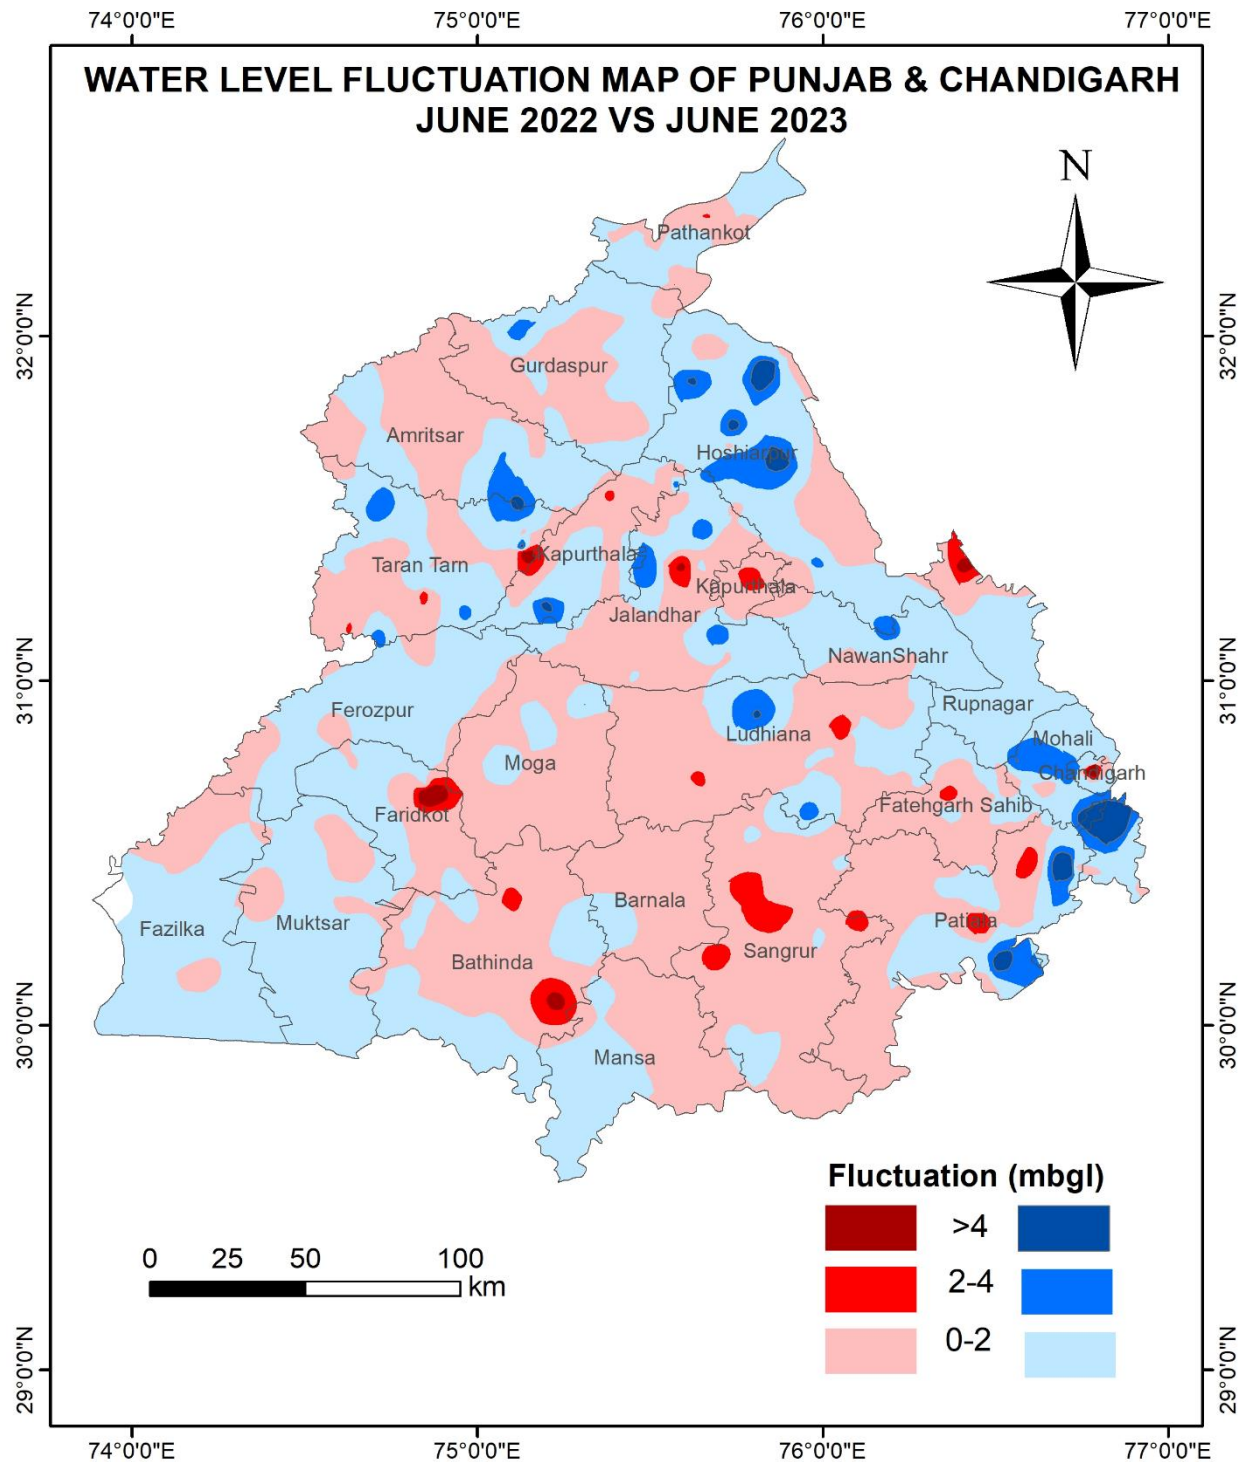 74°0'0"E 75°0'0"E 76°0'0"E 77°0'0"E
WATER LEVEL FLUCTUATION MAP OF PUNJAB & CHANDIGARH
JUNE 2022 VS JUNE 2023
N
Pathankot
32°0'0"N 32°0'0"N
Gurdaspur
Amritsar
Hoshiarpur
Kapurthala
Taran Tarn
Kapurthala
Jalandhar
NawanShahr
31°0'0"N 31°0'0"N
Rupnagar
Ferozpur
Ludhiana
Mohali
Moga
Chandigarh
Fatehgarh Sahib
Faridkot
Barnala
Patiala
Muktsar
Fazilka
Sangrur
Bathinda
30°0'0"N 30°0'0"N
Mansa
Fluctuation (mbgl)
>4
0 25 50 100
km
2-4
0-2
29°0'0"N 29°0'0"N
74°0'0"E 75°0'0"E 76°0'0"E 77°0'0"E